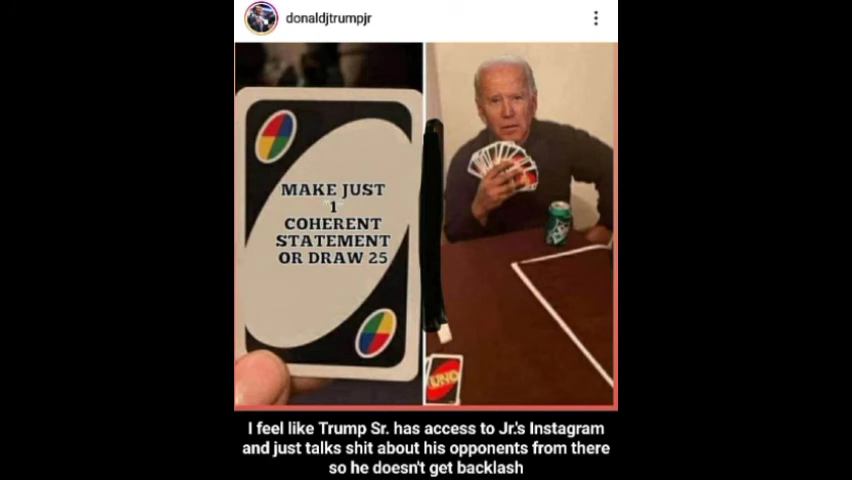 donaldjtrumpjr
MAKE JUST
1
COHERENT
STATEMENT
OR DRAW 25
UNO
I feel like Trump Sr. has access to Jr.'s Instagram
and just talks shit about his opponents from there
so he doesn't get backlash